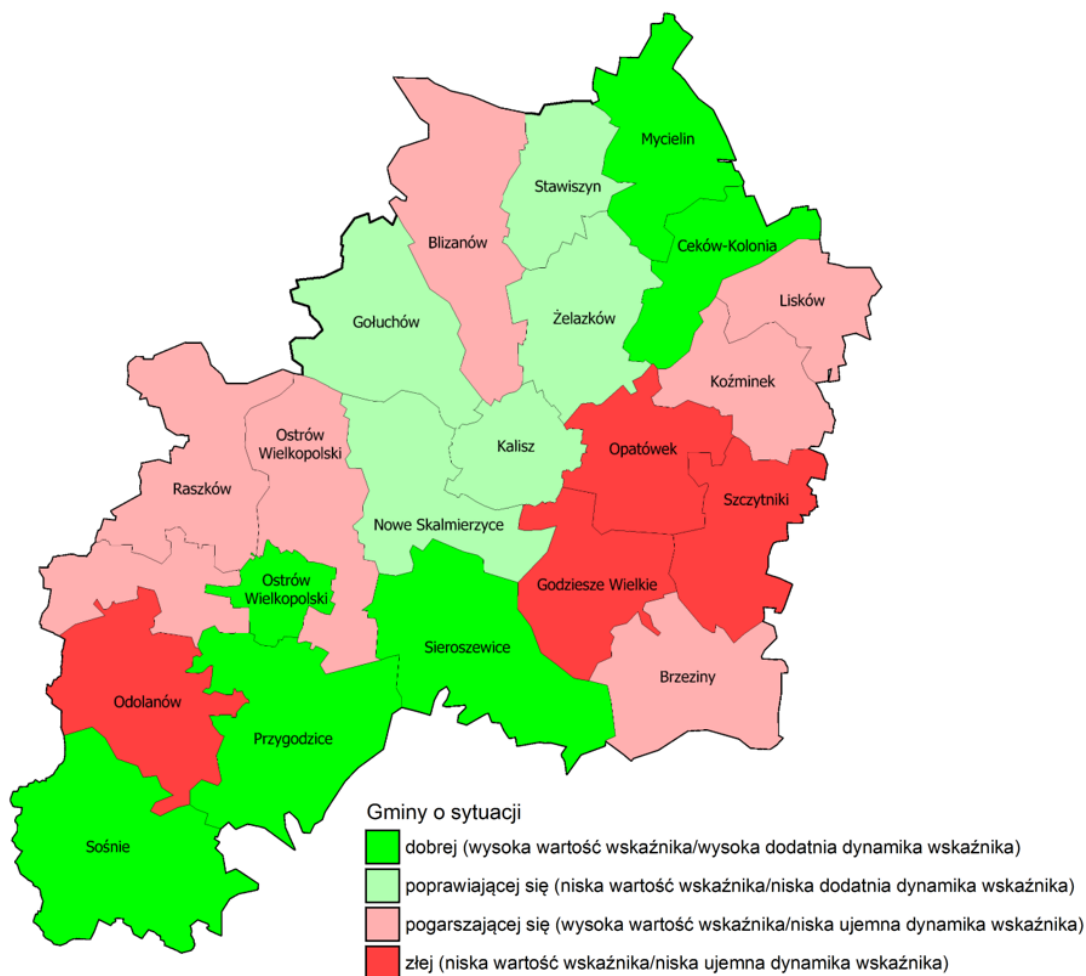 Mycielin
Stawiszyn
Blizanów
Ceków-Kolonia
Lisków
Gołuchów
Żelazków
Koźminek
Ostrów
Wielkopolski
Kalisz
Opatówek
Raszków
Szczytniki
Nowe Skalmierzyce
Ostrów
Wielkopolski
Godziesze Wielkie
Sieroszewice
Brzeziny
Odolanów
Przygodzice
Sośnie
Gminy o sytuacji
dobrej (wysoka wartość wskaźnika/wysoka dodatnia dynamika wskaźnika)
poprawiającej się (niska wartość wskaźnika/niska dodatnia dynamika wskaźnika)
pogarszającej się (wysoka wartość wskaźnika/niska ujemna dynamika wskaźnika)
złej (niska wartość wskaźnika/niska ujemna dynamika wskaźnika)